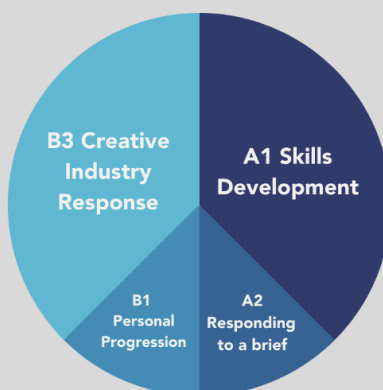 B3 Creative
Industry
Response
A1 Skills
Development
B1
Personal
Progression
A2
Responding
to a brief